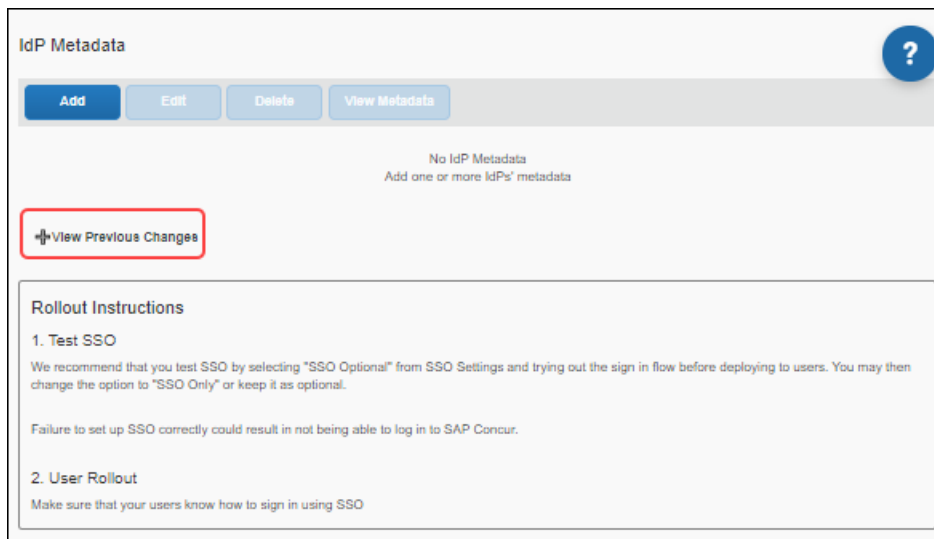 IdP Metadata
?
Add Edit Delete View Metadata
No IdP Metadata
Add one or more IdPs' metadata
View Previous Changes
Rollout Instructions
1. Test SSO
We recommend that you test SSO by selecting "SSO Optional" from SSO Settings and trying out the sign in flow before deploying to users. You may then
change the option to "SSO Only" or keep it as optional.
Failure to set up SSO correctly could result in not being able to log in to SAP Concur.
2. User Rollout
Make sure that your users know how to sign in using SSO